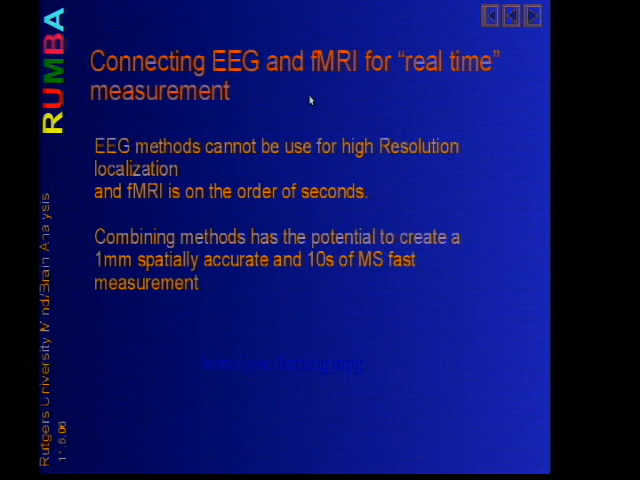 Connecting EEG and fMRI for “real time”
measurement
EEG methods cannot be use for high Resolution
localization
and fMRI is on the order of seconds.
Combining methods has the potential to create a
1mm spatially accurate and 10s of MS fast
measurement
RUMBA
Rutgers University Mind/Brain Analysis